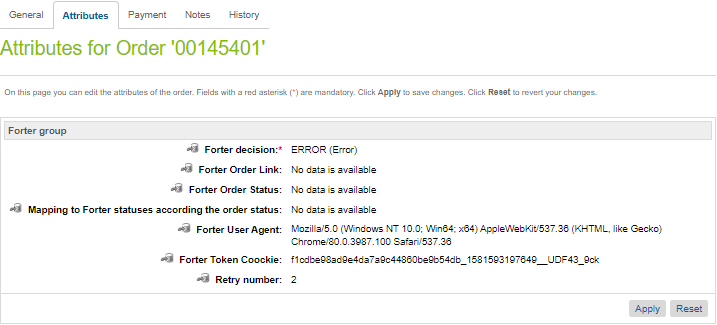 General Attributes Payment Notes History
Attributes for Order '00145401'
On this page you can edit the attributes of the order. Fields with a red asterisk (*) are mandatory. Click Apply to save changes. Click Reset to revert your changes.
Forter group
Forter decision:* ERROR (Error)
Forter Order Link: No data is available
Forter Order Status: No data is available
Mapping to Forter statuses according the order status: No data is available
Forter User Agent: Mozilla/5.0 (Windows NT 10.0; Win64; x64) AppleWebKit/537.36 (KHTML, like Gecko)
Chrome/80.0.3987.100 Safari/537.36
Forter Token Coockie: f1cdbe98ad9e4da7a9c44860be9b54db_1581593197649__UDF43_9ck
Retry number: 2
Apply Reset